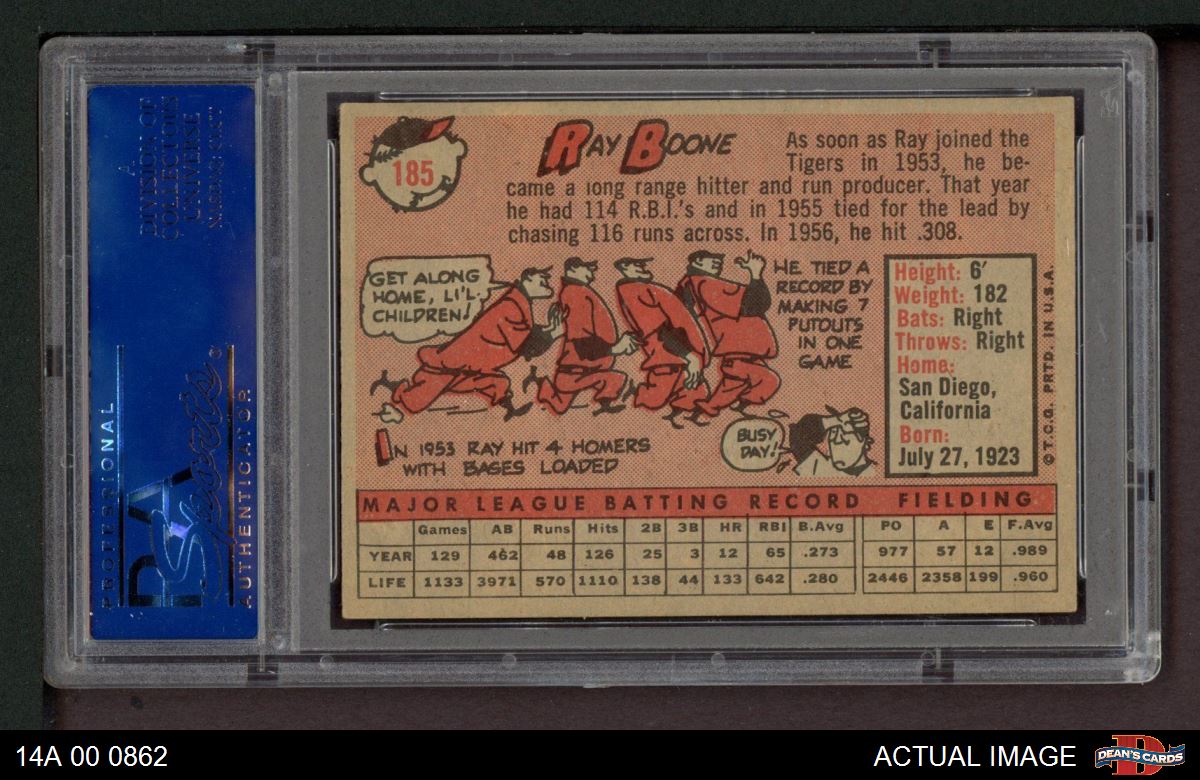 A
DIVISION OF
COLLECTORS
UNIVERSE
PROFESSIONAL
PSA
Sports
AUTHENTICATOR
185
RAY BOONE
As soon as Ray joined the
Tigers in 1953, he be-
came a long range hitter and run producer. That year
he had 114 R.B.I.'s and in 1955 tied for the lead by
chasing 116 runs across. In 1956, he hit .308.
GET ALONG
HOME, LI'L
CHILDREN!
HE TIED A
RECORD BY
MAKING 7
PUTOUTS
IN ONE
GAME
IN 1953 RAY HIT 4 HOMERS
WITH BASES LOADED
BUSY
DAY!
Height: 6'
Weight: 182
Bats: Right
Throws: Right
Home:
San Diego,
California
Born:
July 27, 1923
© T.C.G. PRTD. IN U.S.A.
MAJOR LEAGUE BATTING RECORD FIELDING
Games AB Runs Hits 2B 3B HR RBI B.Avg PO A E F.Avg
YEAR 129 462 48 126 25 3 12 65 .273 977 57 12 .989
LIFE 1133 3971 570 1110 138 44 133 642 .280 2446 2358 199 .960
14A 00 0862
ACTUAL IMAGE
D
DEAN'S CARDS